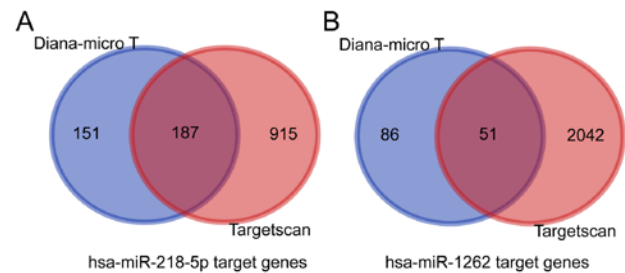 A
Diana-micro T
151
187
915
Targetscan
hsa-miR-218-5p target genes
B
Diana-micro T
86
51
2042
Targetscan
hsa-miR-1262 target genes